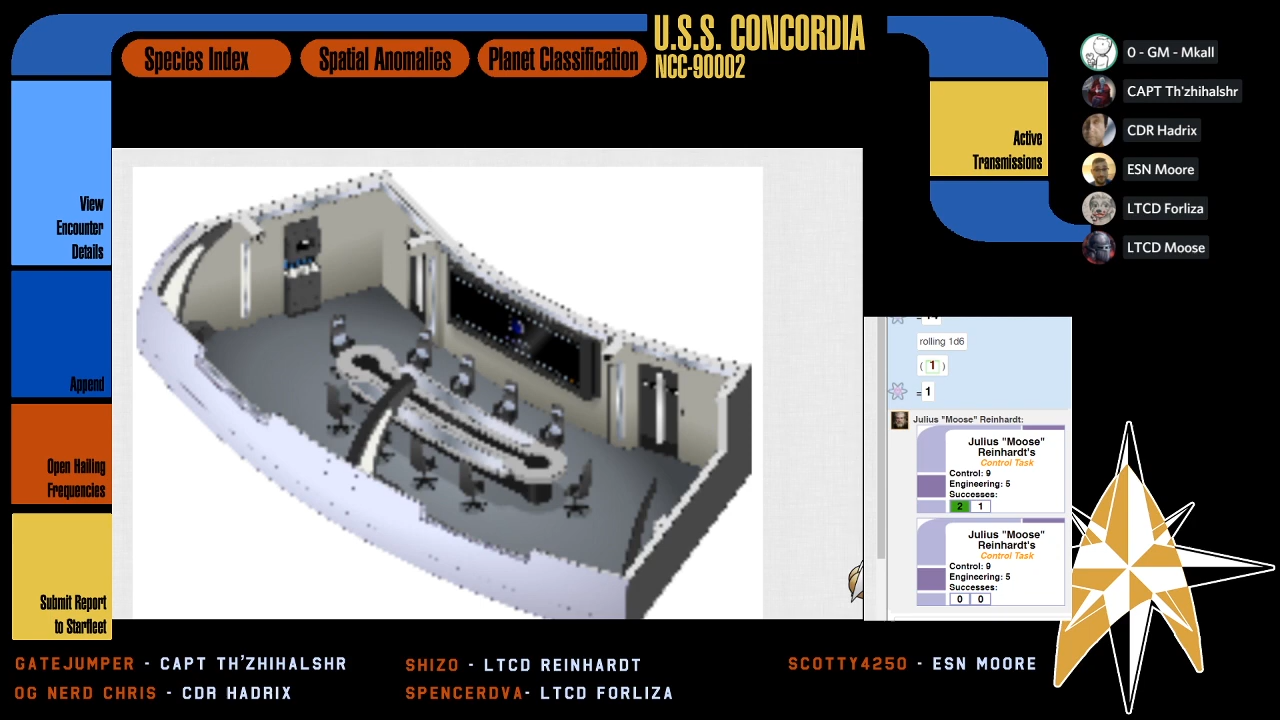 U.S.S. CONCORDIA
NCC-90002
Species Index
Spatial Anomalies
Planet Classification
View
Encounter
Details
Append
Open Hailing
Frequencies
Submit Report
to Starfleet
Active
Transmissions
0 - GM - Mkall
CAPT Th'zhihalshr
CDR Hadrix
ESN Moore
LTCD Forliza
LTCD Moose
rolling 1d6
( 1 )
= 1
Julius "Moose" Reinhardt:
Julius "Moose"
Reinhardt's
Control Task
Control: 9
Engineering: 5
Successes:
2 1
Julius "Moose"
Reinhardt's
Control Task
Control: 9
Engineering: 5
Successes:
0 0
GATEJUMPER - CAPT TH'ZHIHALSHR
SHIZO - LTCD REINHARDT
SCOTTY4250 - ESN MOORE
OG NERD CHRIS - CDR HADRIX
SPENCERDVA- LTCD FORLIZA